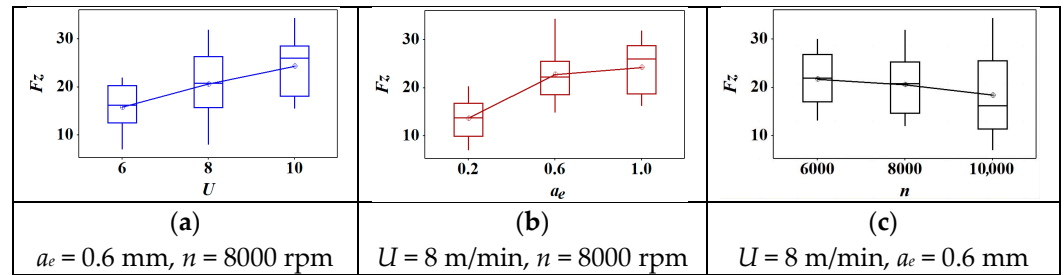 Fz
30
20
10
6
8
10
U
Fz
30
20
10
0.2
0.6
1.0
ae
Fz
30
20
10
6000
8000
10,000
n
(a)
(b)
(c)
ae = 0.6 mm, n = 8000 rpm
U = 8 m/min, n = 8000 rpm
U = 8 m/min, ae = 0.6 mm